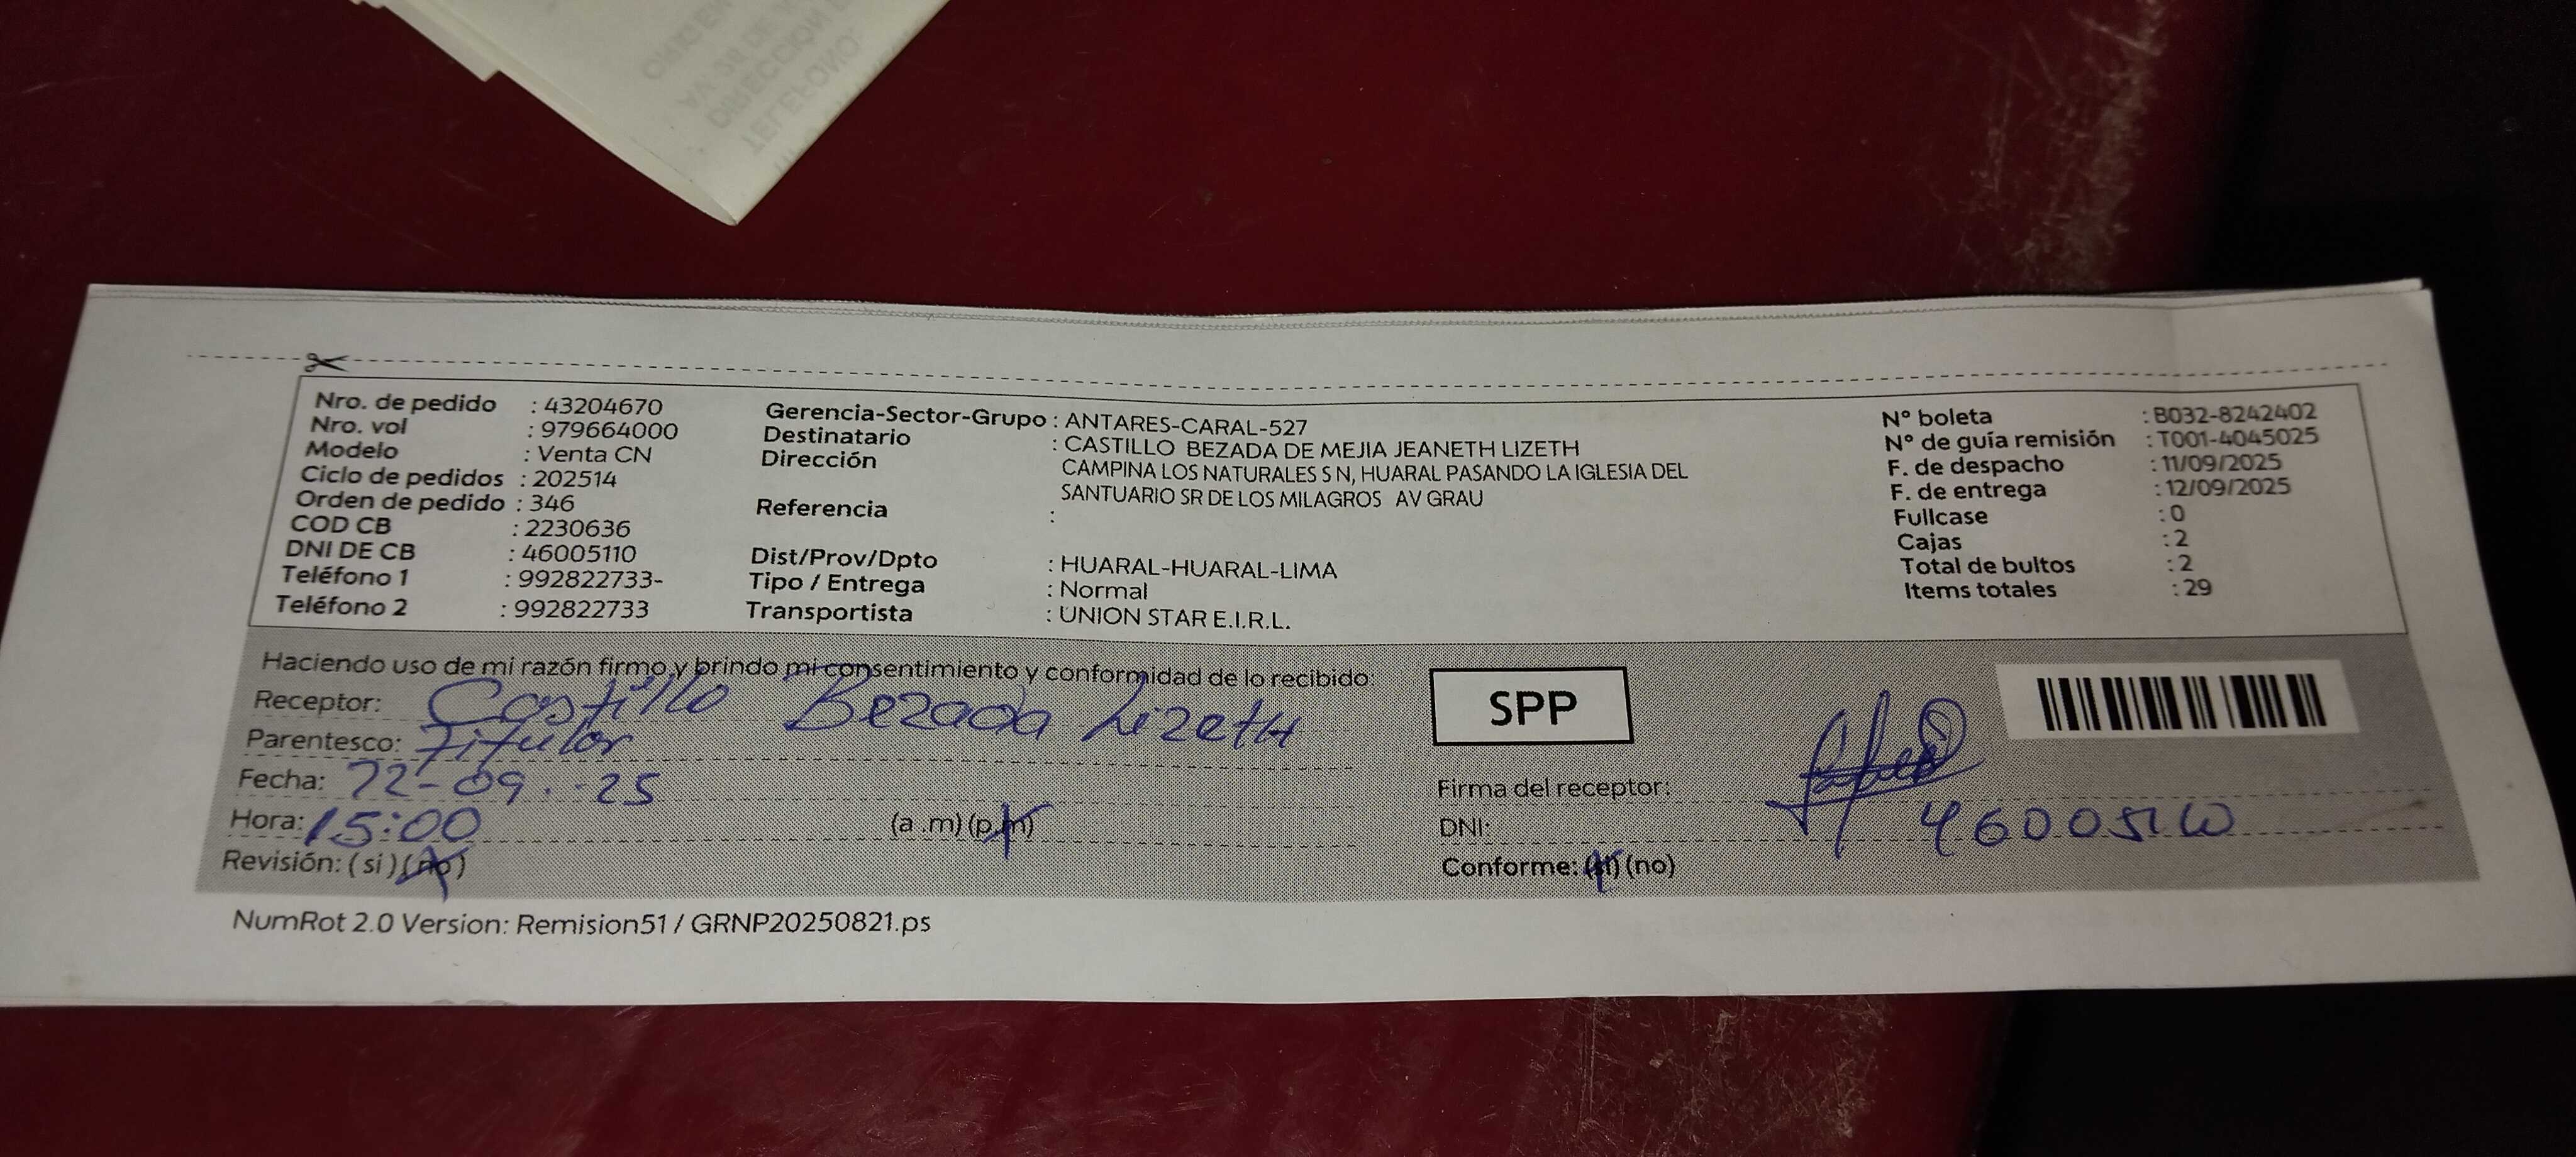 TELEFONO
DIRECCION
AV 28 DE
Nro. de pedido : 43204670
Nro. vol : 979664000
Modelo : Venta CN
Ciclo de pedidos : 202514
Orden de pedido : 346
COD CB : 2230636
DNI DE CB : 46005110
Teléfono 1 : 992822733-
Teléfono 2 : 992822733
Gerencia-Sector-Grupo : ANTARES-CARAL-527
Destinatario : CASTILLO BEZADA DE MEJIA JEANETH LIZETH
Dirección CAMPINA LOS NATURALES S N, HUARAL PASANDO LA IGLESIA DEL
SANTUARIO SR DE LOS MILAGROS AV GRAU
Referencia :
Dist/Prov/Dpto : HUARAL-HUARAL-LIMA
Tipo / Entrega : Normal
Transportista : UNION STAR E.I.R.L.
N° boleta : B032-8242402
N° de guía remisión : T001-4045025
F. de despacho : 11/09/2025
F. de entrega : 12/09/2025
Fullcase : 0
Cajas : 2
Total de bultos : 2
Items totales : 29
Haciendo uso de mi razón firmo y brindo mi consentimiento y conformidad de lo recibido:
Receptor: Castillo Bezada Lizeth
Parentesco: Titular
Fecha: 12-09-25
Hora: 15:00 (a .m) (p.m)
Revisión: ( si ) ( no )
SPP
Firma del receptor:
DNI: 46005110
Conforme: (si) (no)
NumRot 2.0 Version: Remision51 / GRNP20250821.ps